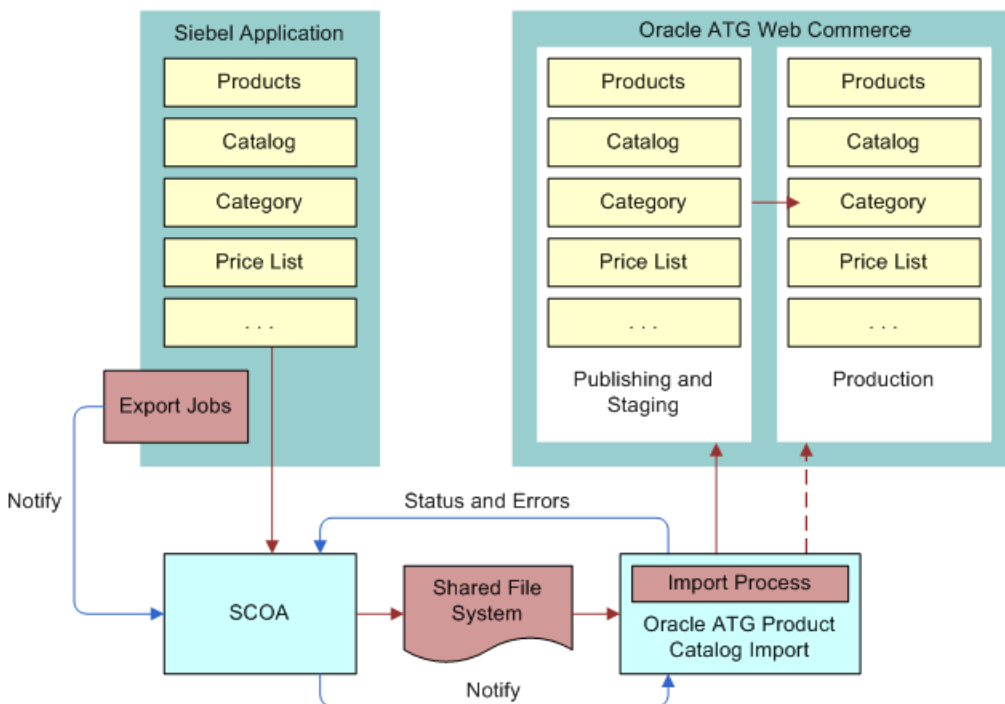 Siebel Application
Products
Catalog
Category
Price List
. . .
Export Jobs
Oracle ATG Web Commerce
Products
Catalog
Category
Price List
. . .
Publishing and
Staging
Products
Catalog
Category
Price List
. . .
Production
Notify
Status and Errors
SCOA
Shared File
System
Import Process
Oracle ATG Product
Catalog Import
Notify